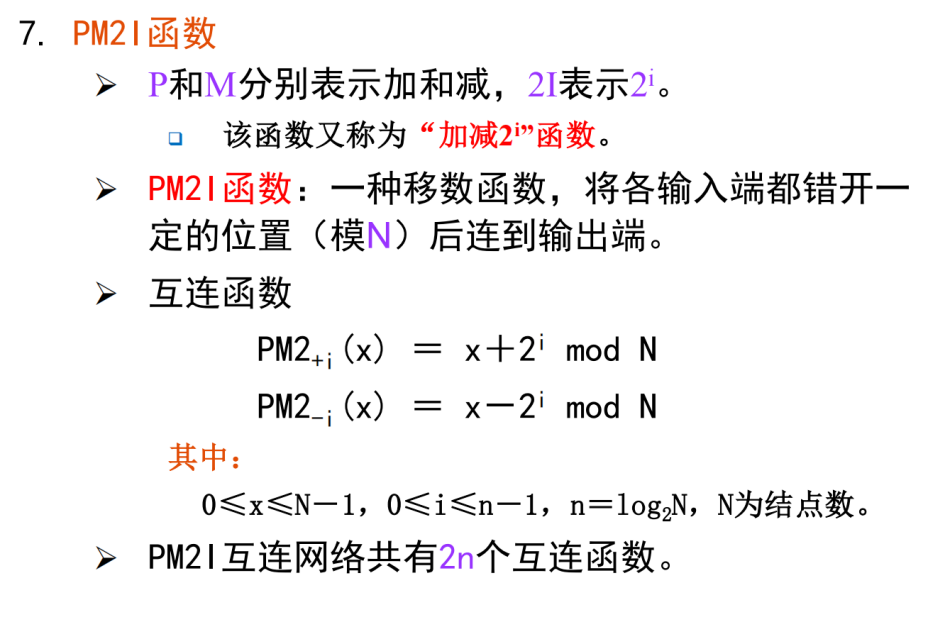 7. PM2I函数
➢ P和M分别表示加和减，2I表示2ⁱ。
❑ 该函数又称为“加减2ⁱ”函数。
➢ PM2I函数：一种移数函数，将各输入端都错开一
定的位置（模N）后连到输出端。
➢ 互连函数
PM2₊ᵢ(x) ＝ x＋2ⁱ mod N
PM2₋ᵢ(x) ＝ x－2ⁱ mod N
其中：
0≤x≤N－1，0≤i≤n－1，n＝log₂N，N为结点数。
➢ PM2I互连网络共有2n个互连函数。